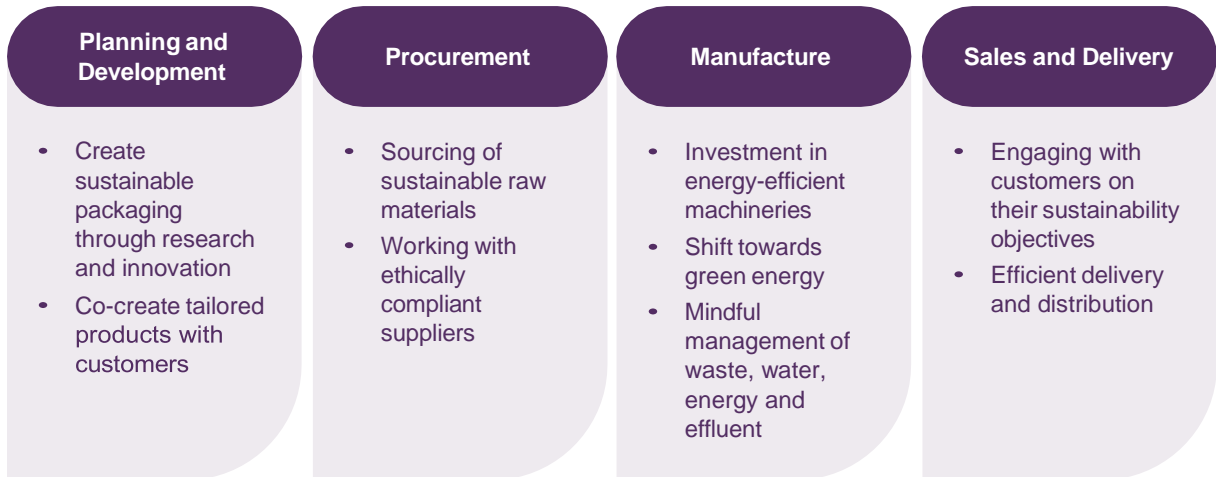 Planning and
Development
• Create
sustainable
packaging
through research
and innovation
• Co-create tailored
products with
customers
Procurement
• Sourcing of
sustainable raw
materials
• Working with
ethically
compliant
suppliers
Manufacture
• Investment in
energy-efficient
machineries
• Shift towards
green energy
• Mindful
management of
waste, water,
energy and
effluent
Sales and Delivery
• Engaging with
customers on
their sustainability
objectives
• Efficient delivery
and distribution